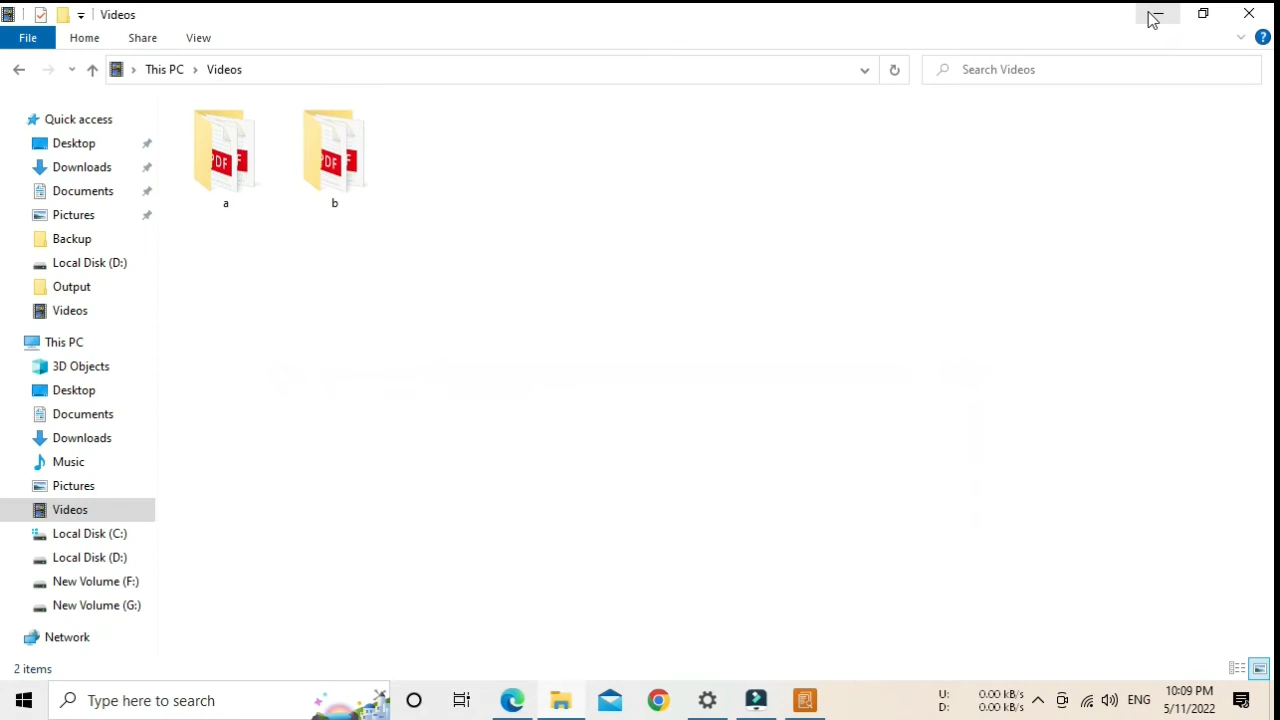 Videos
File Home Share View
This PC Videos
Search Videos
Quick access
Desktop
Downloads
Documents
Pictures
Backup
Local Disk (D:)
Output
Videos
This PC
3D Objects
Desktop
Documents
Downloads
Music
Pictures
Videos
Local Disk (C:)
Local Disk (D:)
New Volume (F:)
New Volume (G:)
Network
PDF
PDF
a
b
2 items
Type here to search
U: 0.00 kB/s
D: 0.00 kB/s
ENG
10:09 PM
5/11/2022